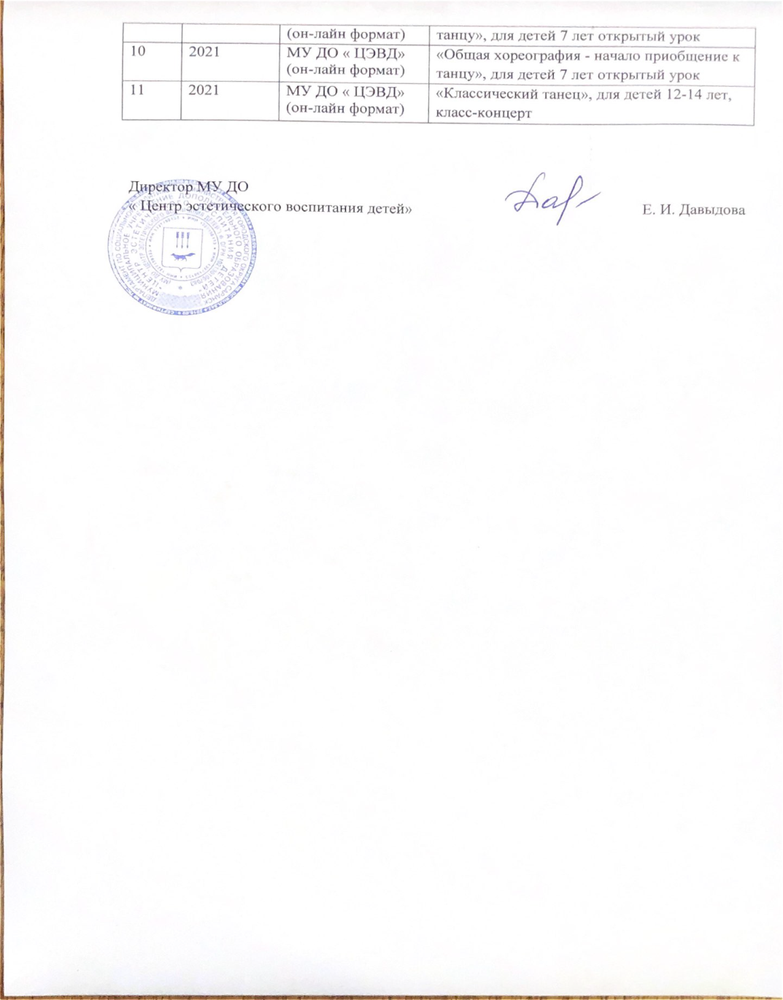 (он-лайн формат) танцу», для детей 7 лет открытый урок
10 2021 МУ ДО « ЦЭВД» «Общая хореография - начало приобщение к
(он-лайн формат) танцу», для детей 7 лет открытый урок
11 2021 МУ ДО « ЦЭВД» «Классический танец», для детей 12-14 лет,
(он-лайн формат) класс-концерт
Директор МУ ДО
« Центр эстетического воспитания детей»
Е. И. Давыдова